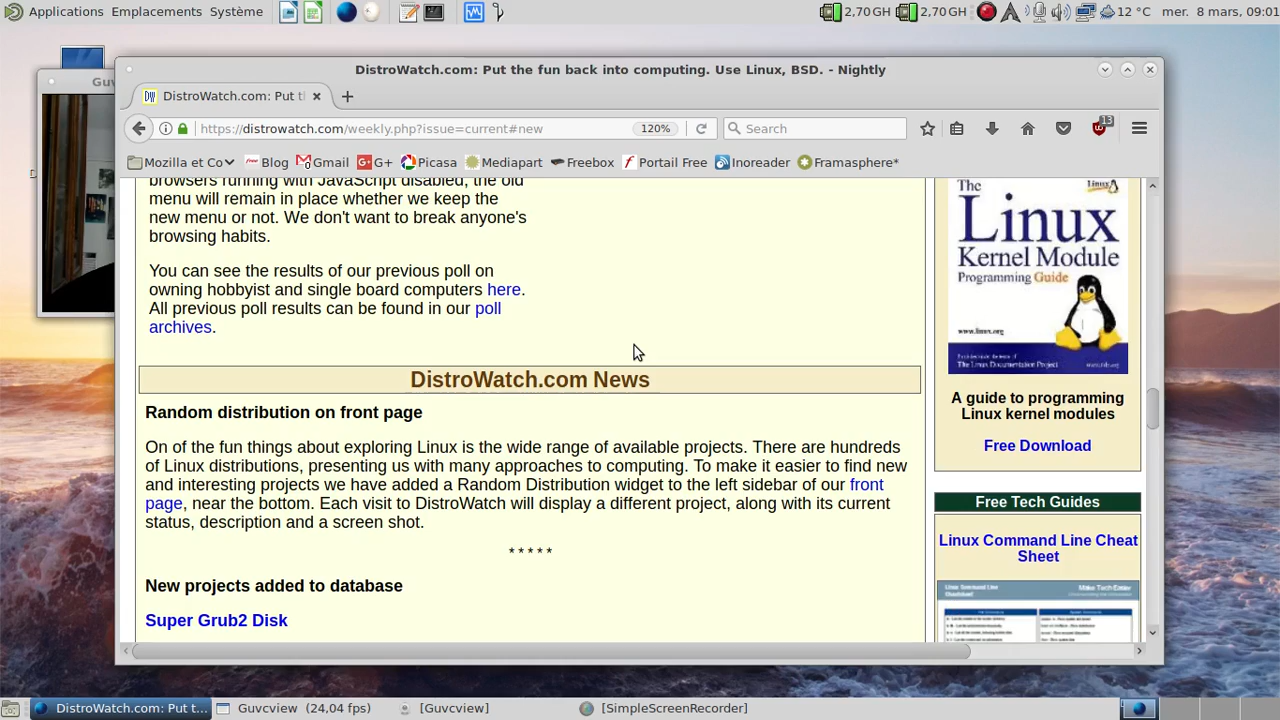 Applications Emplacements Système 2,70 GH 2,70 GH 12 °C mer. 8 mars, 09:01
DistroWatch.com: Put the fun back into computing. Use Linux, BSD. - Nightly
Guv
DistroWatch.com: Put t
https://distrowatch.com/weekly.php?issue=current#new 120% Search 13
Mozilla et Co Blog Gmail G+ Picasa Mediapart Freebox Portail Free Inoreader Framasphere*
browsers running with JavaScript disabled, the old
menu will remain in place whether we keep the
new menu or not. We don't want to break anyone's
browsing habits.
You can see the results of our previous poll on
owning hobbyist and single board computers here.
All previous poll results can be found in our poll
archives.
DistroWatch.com News
Random distribution on front page
On of the fun things about exploring Linux is the wide range of available projects. There are hundreds
of Linux distributions, presenting us with many approaches to computing. To make it easier to find new
and interesting projects we have added a Random Distribution widget to the left sidebar of our front
page, near the bottom. Each visit to DistroWatch will display a different project, along with its current
status, description and a screen shot.
* * * * *
New projects added to database
Super Grub2 Disk
The
Linux
Kernel Module
Programming Guide
www.tldp.org
A guide to programming
Linux kernel modules
Free Download
Free Tech Guides
Linux Command Line Cheat
Sheet
Make Tech Easier
DistroWatch.com: Put t... Guvcview (24,04 fps) [Guvcview] [SimpleScreenRecorder]